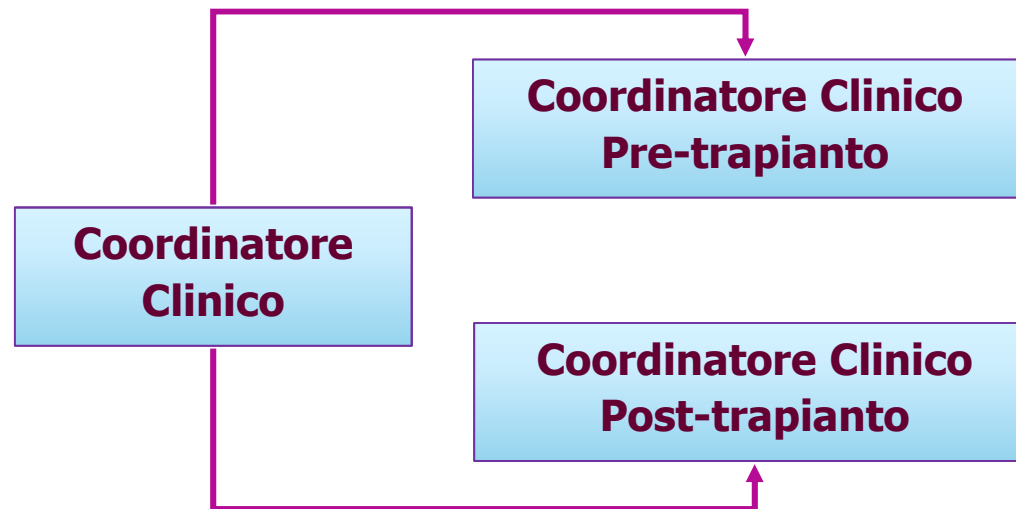 Coordinatore Clinico
Pre-trapianto
Coordinatore
Clinico
Coordinatore Clinico
Post-trapianto